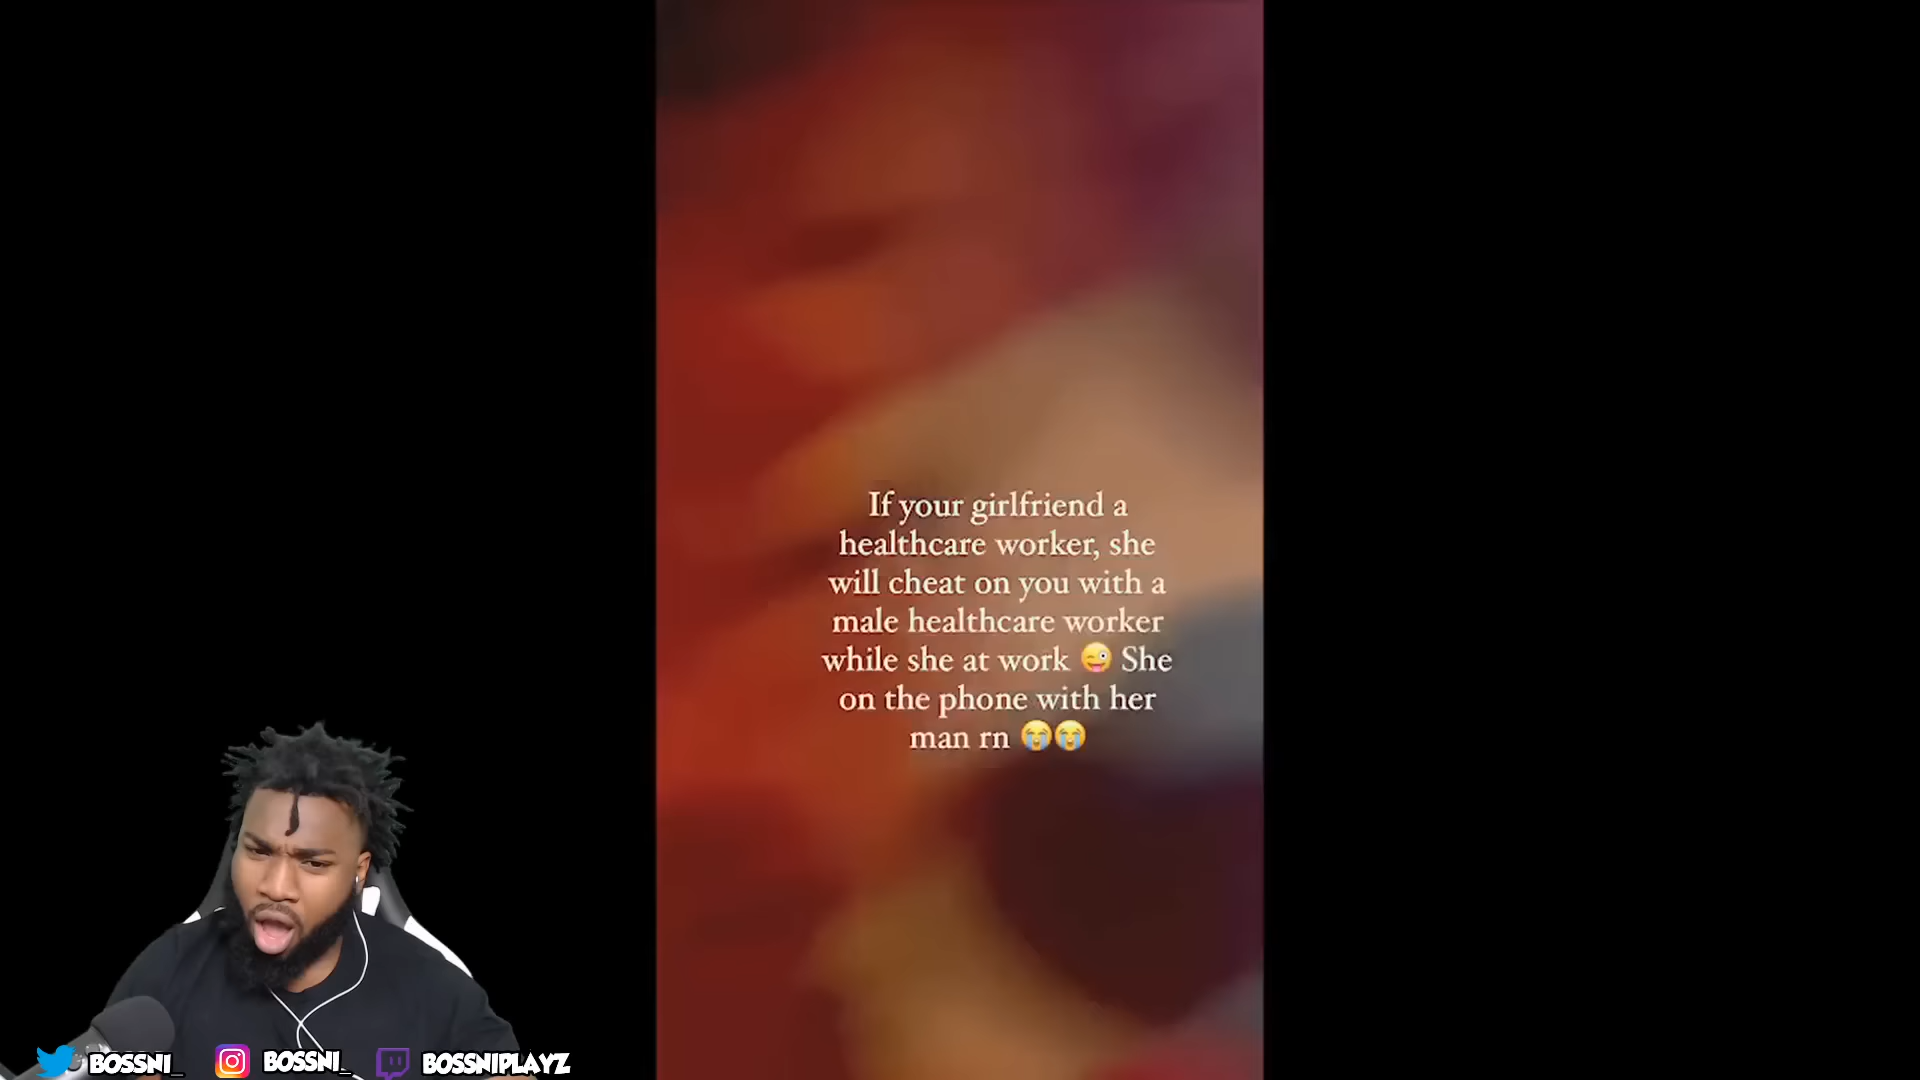 If your girlfriend a
healthcare worker, she
will cheat on you with a
male healthcare worker
while she at work 😜 She
on the phone with her
man rn 😭😭
BOSSNI_
BOSSNI_
BOSSNIPLAYZ